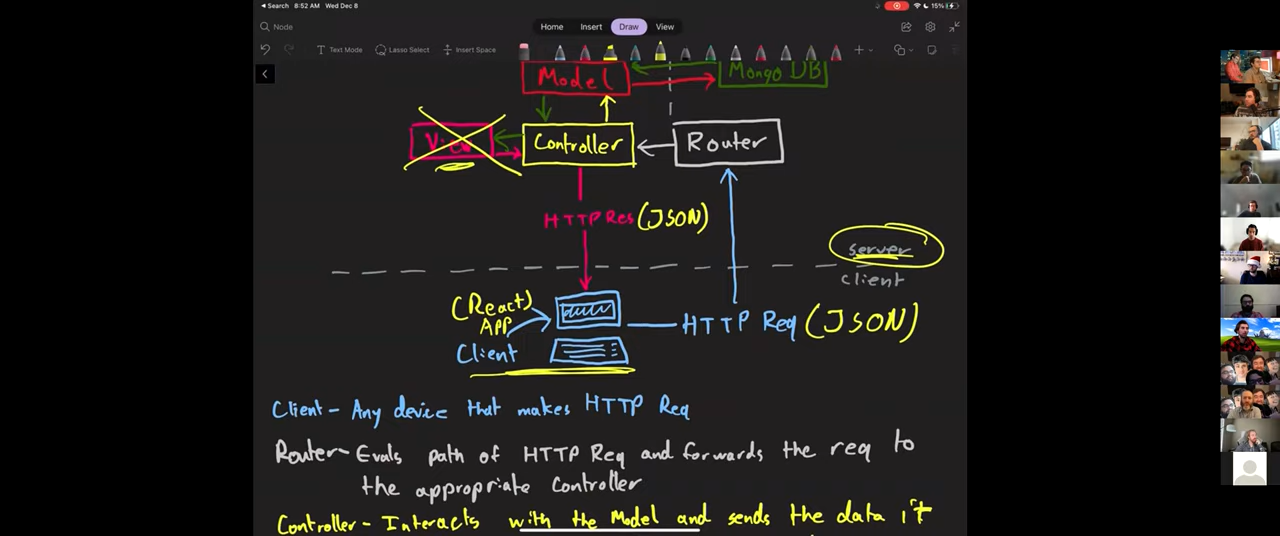 Search 8:52 AM Wed Dec 8 15%
Node Home Insert Draw View
Text Mode Lasso Select Insert Space
Model Mongo DB
View Controller Router
HTTP Res (JSON)
server
client
(React) APP
HTTP Req (JSON)
Client
Client - Any device that makes HTTP Req
Router - Evals path of HTTP Req and forwards the req to
the appropriate Controller
Controller - Interacts with the Model and sends the data it